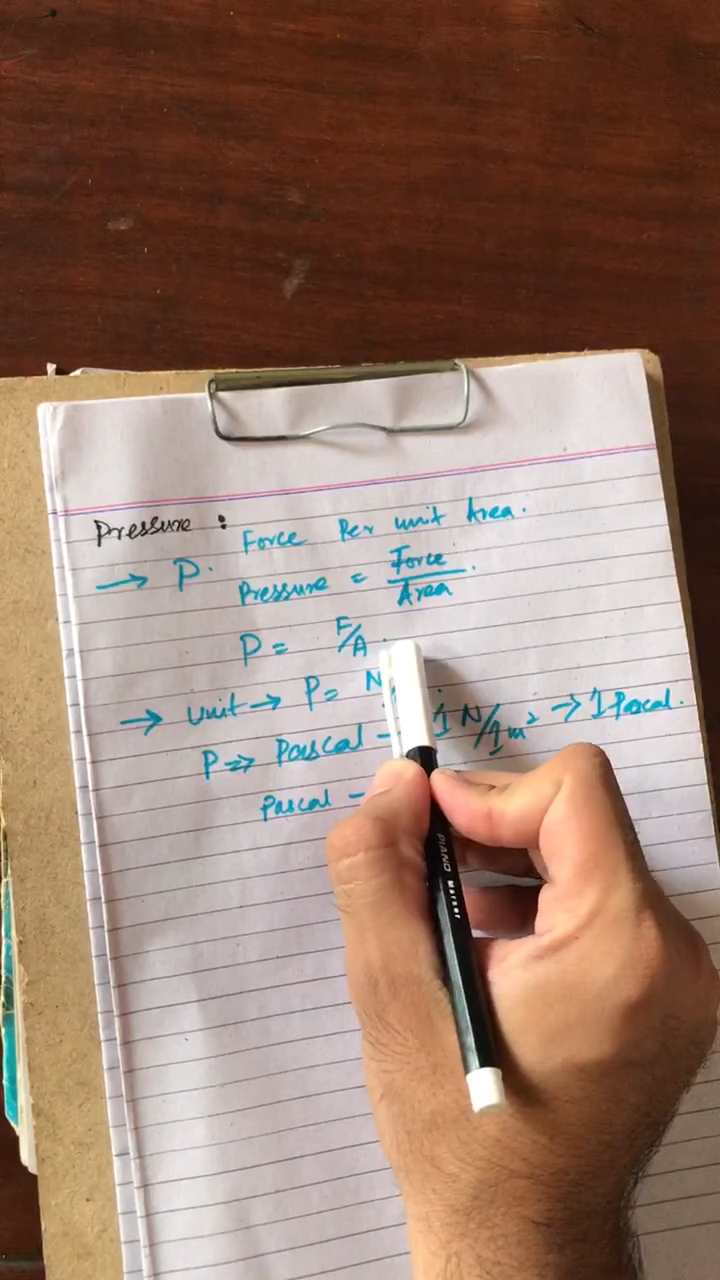 Pressure :
Force Per unit Area.
→ P.
Pressure = Force / Area.
P = F/A.
→ unit → P = N
P => Pascal - 1 N/1m² → 1 Pascal.
Pascal -
PIANO Marker